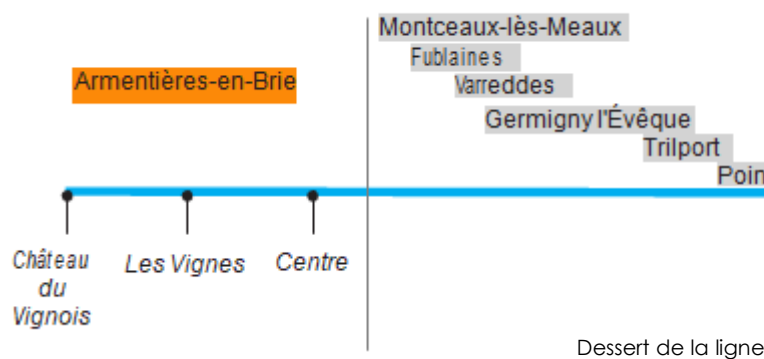 Montceaux-lès-Meaux
Fublaines
Varreddes
Germigny l'Évêque
Trilport
Poin
Armentières-en-Brie
Château
du
Vignois
Les Vignes
Centre
Dessert de la ligne